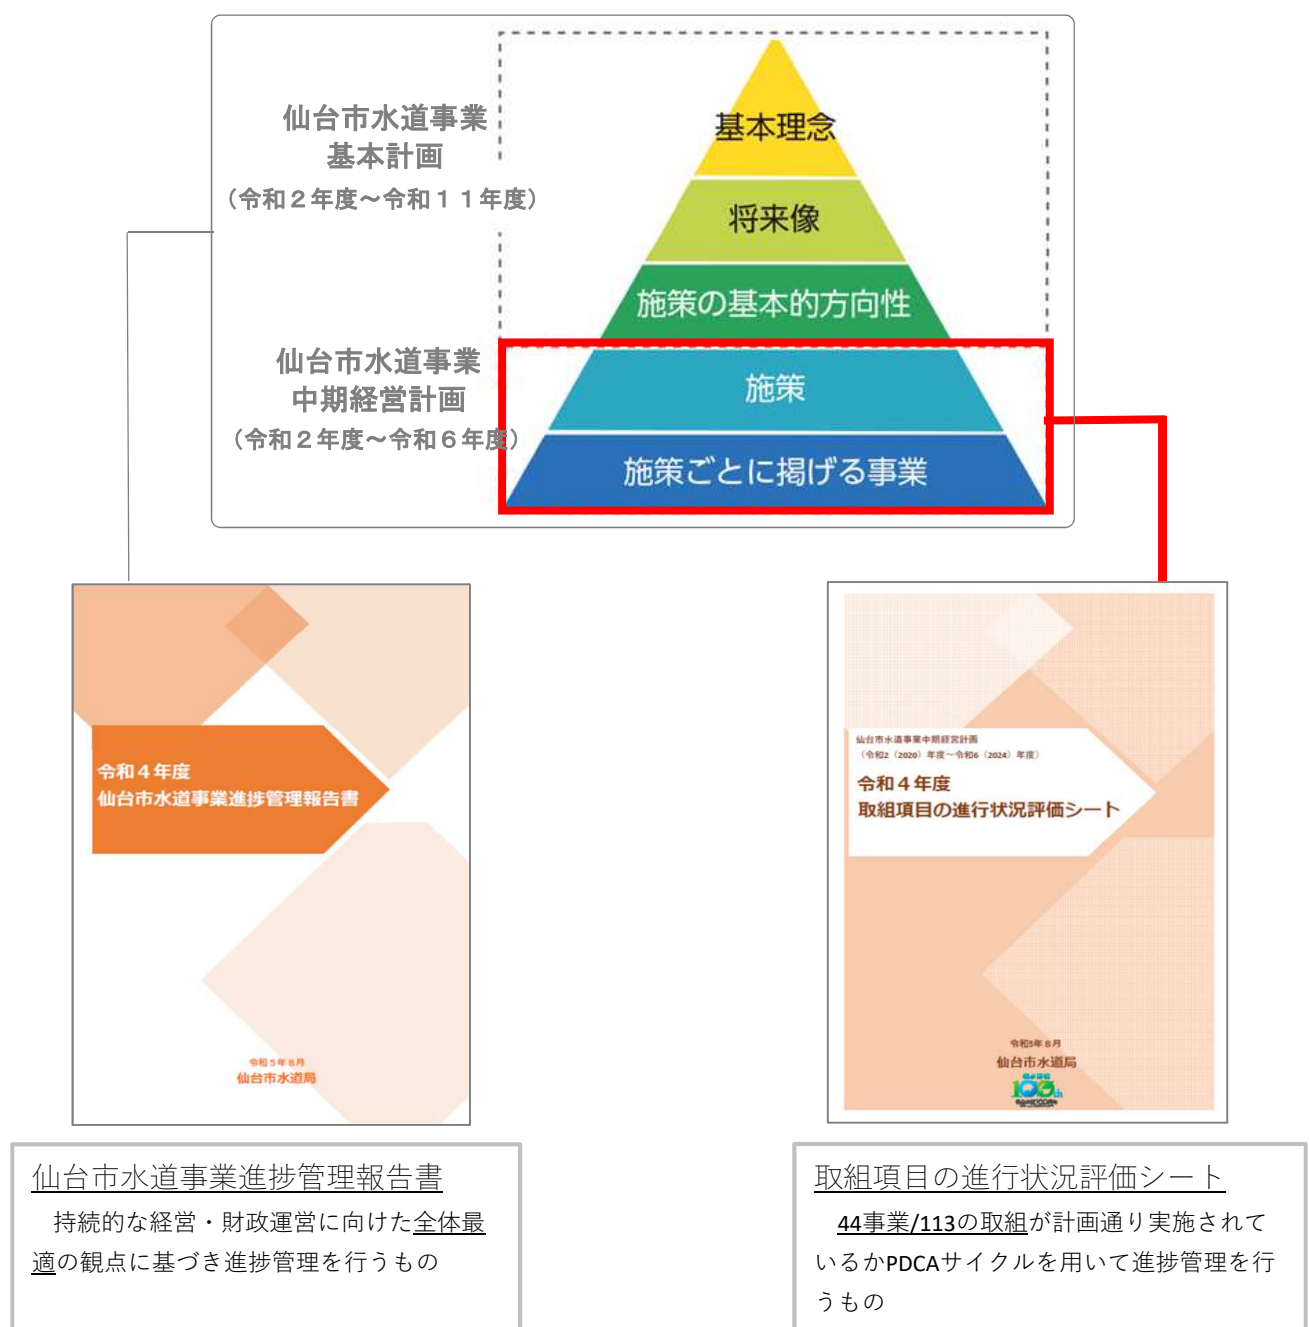 仙台市水道事業
基本計画
（令和２年度～令和１１年度）
基本理念
将来像
施策の基本的方向性
仙台市水道事業
中期経営計画
（令和２年度～令和６年度）
施策
施策ごとに掲げる事業
令和４年度
仙台市水道事業進捗管理報告書
令和５年８月
仙台市水道局
仙台市水道事業中期経営計画
（令和2（2020）年度～令和6（2024）年度）
令和４年度
取組項目の進行状況評価シート
令和5年８月
仙台市水道局
100th
仙台市水道事業進捗管理報告書
持続的な経営・財政運営に向けた全体最
適の観点に基づき進捗管理を行うもの
取組項目の進行状況評価シート
44事業/113の取組が計画通り実施されて
いるかPDCAサイクルを用いて進捗管理を行
うもの